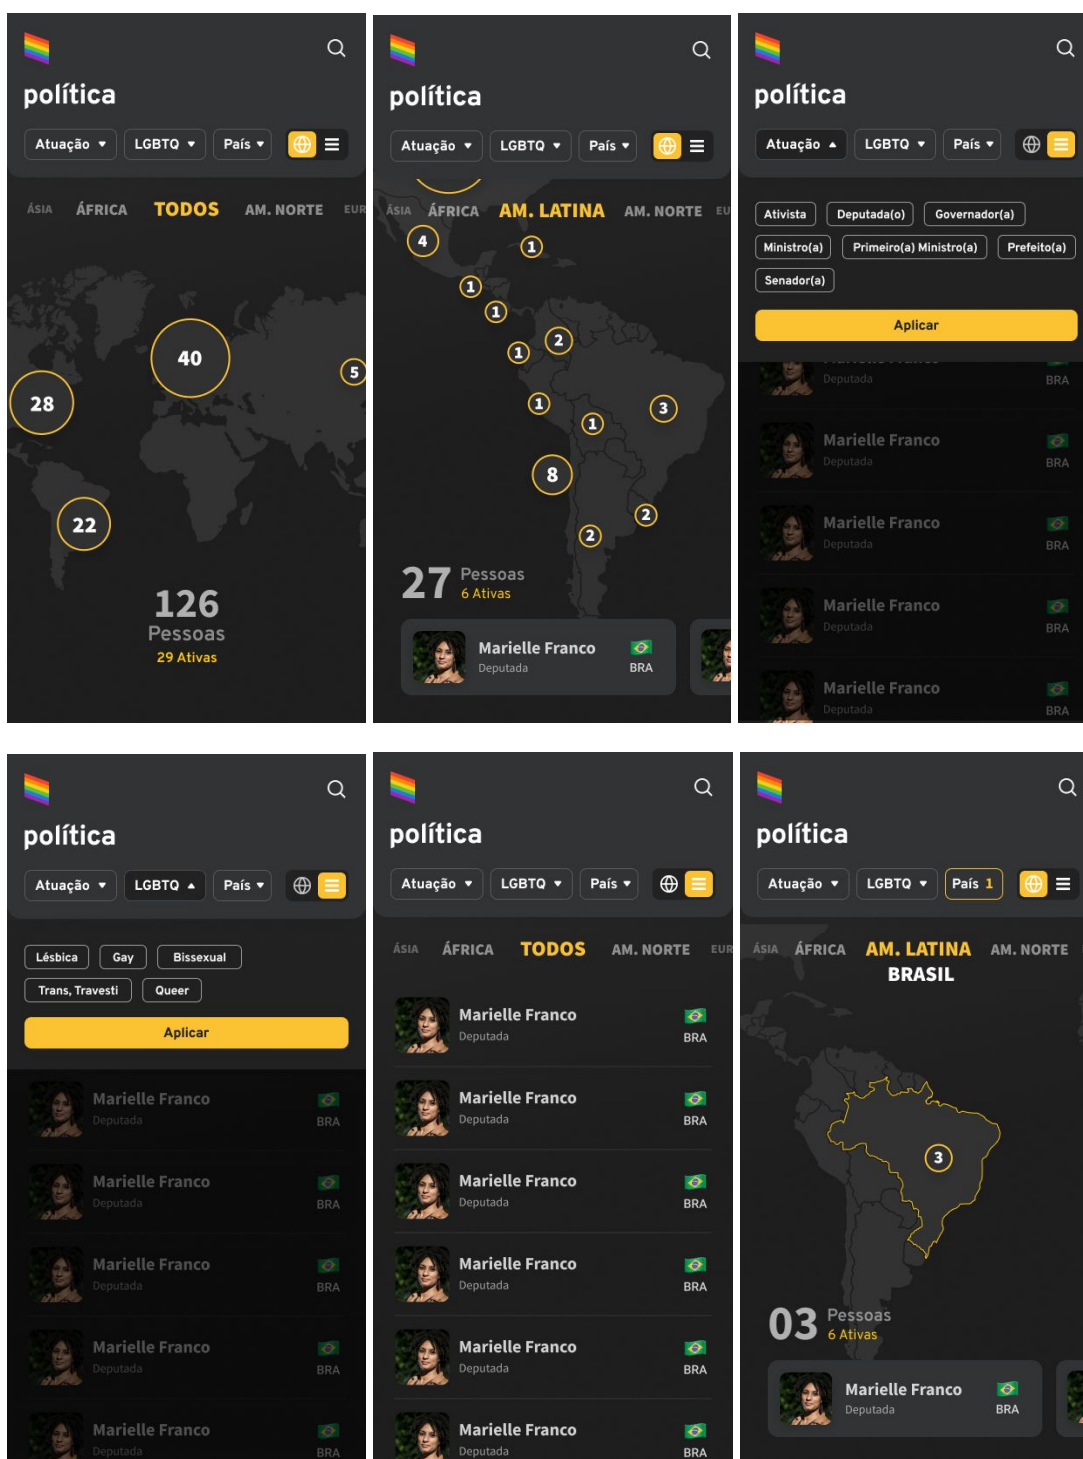 política
Atuação ▼ LGBTQ ▼ País ▼
ÁSIA ÁFRICA TODOS AM. NORTE EUR
40
5
28
22
126
Pessoas
29 Ativas
política
Atuação ▼ LGBTQ ▼ País ▼
ÁSIA ÁFRICA AM. LATINA AM. NORTE EU
4
1
1
1
2
1
1
3
1
8
2
2
27 Pessoas
6 Ativas
Marielle Franco
Deputada
BRA
política
Atuação ▲ LGBTQ ▼ País ▼
Ativista Deputada(o) Governador(a)
Ministro(a) Primeiro(a) Ministro(a) Prefeito(a)
Senador(a)
Aplicar
Deputada
BRA
Marielle Franco
Deputada
BRA
Marielle Franco
Deputada
BRA
Marielle Franco
Deputada
BRA
Marielle Franco
Deputada
BRA
política
Atuação ▼ LGBTQ ▲ País ▼
Lésbica Gay Bissexual
Trans, Travesti Queer
Aplicar
Marielle Franco
Deputada
BRA
Marielle Franco
Deputada
BRA
Marielle Franco
Deputada
BRA
Marielle Franco
Deputada
BRA
Marielle Franco
Deputada
BRA
política
Atuação ▼ LGBTQ ▼ País ▼
ÁSIA ÁFRICA TODOS AM. NORTE EUR
Marielle Franco
Deputada
BRA
Marielle Franco
Deputada
BRA
Marielle Franco
Deputada
BRA
Marielle Franco
Deputada
BRA
Marielle Franco
Deputada
BRA
Marielle Franco
Deputada
BRA
política
Atuação ▼ LGBTQ ▼ País 1
ÁSIA ÁFRICA AM. LATINA AM. NORTE
BRASIL
3
03 Pessoas
6 Ativas
Marielle Franco
Deputada
BRA